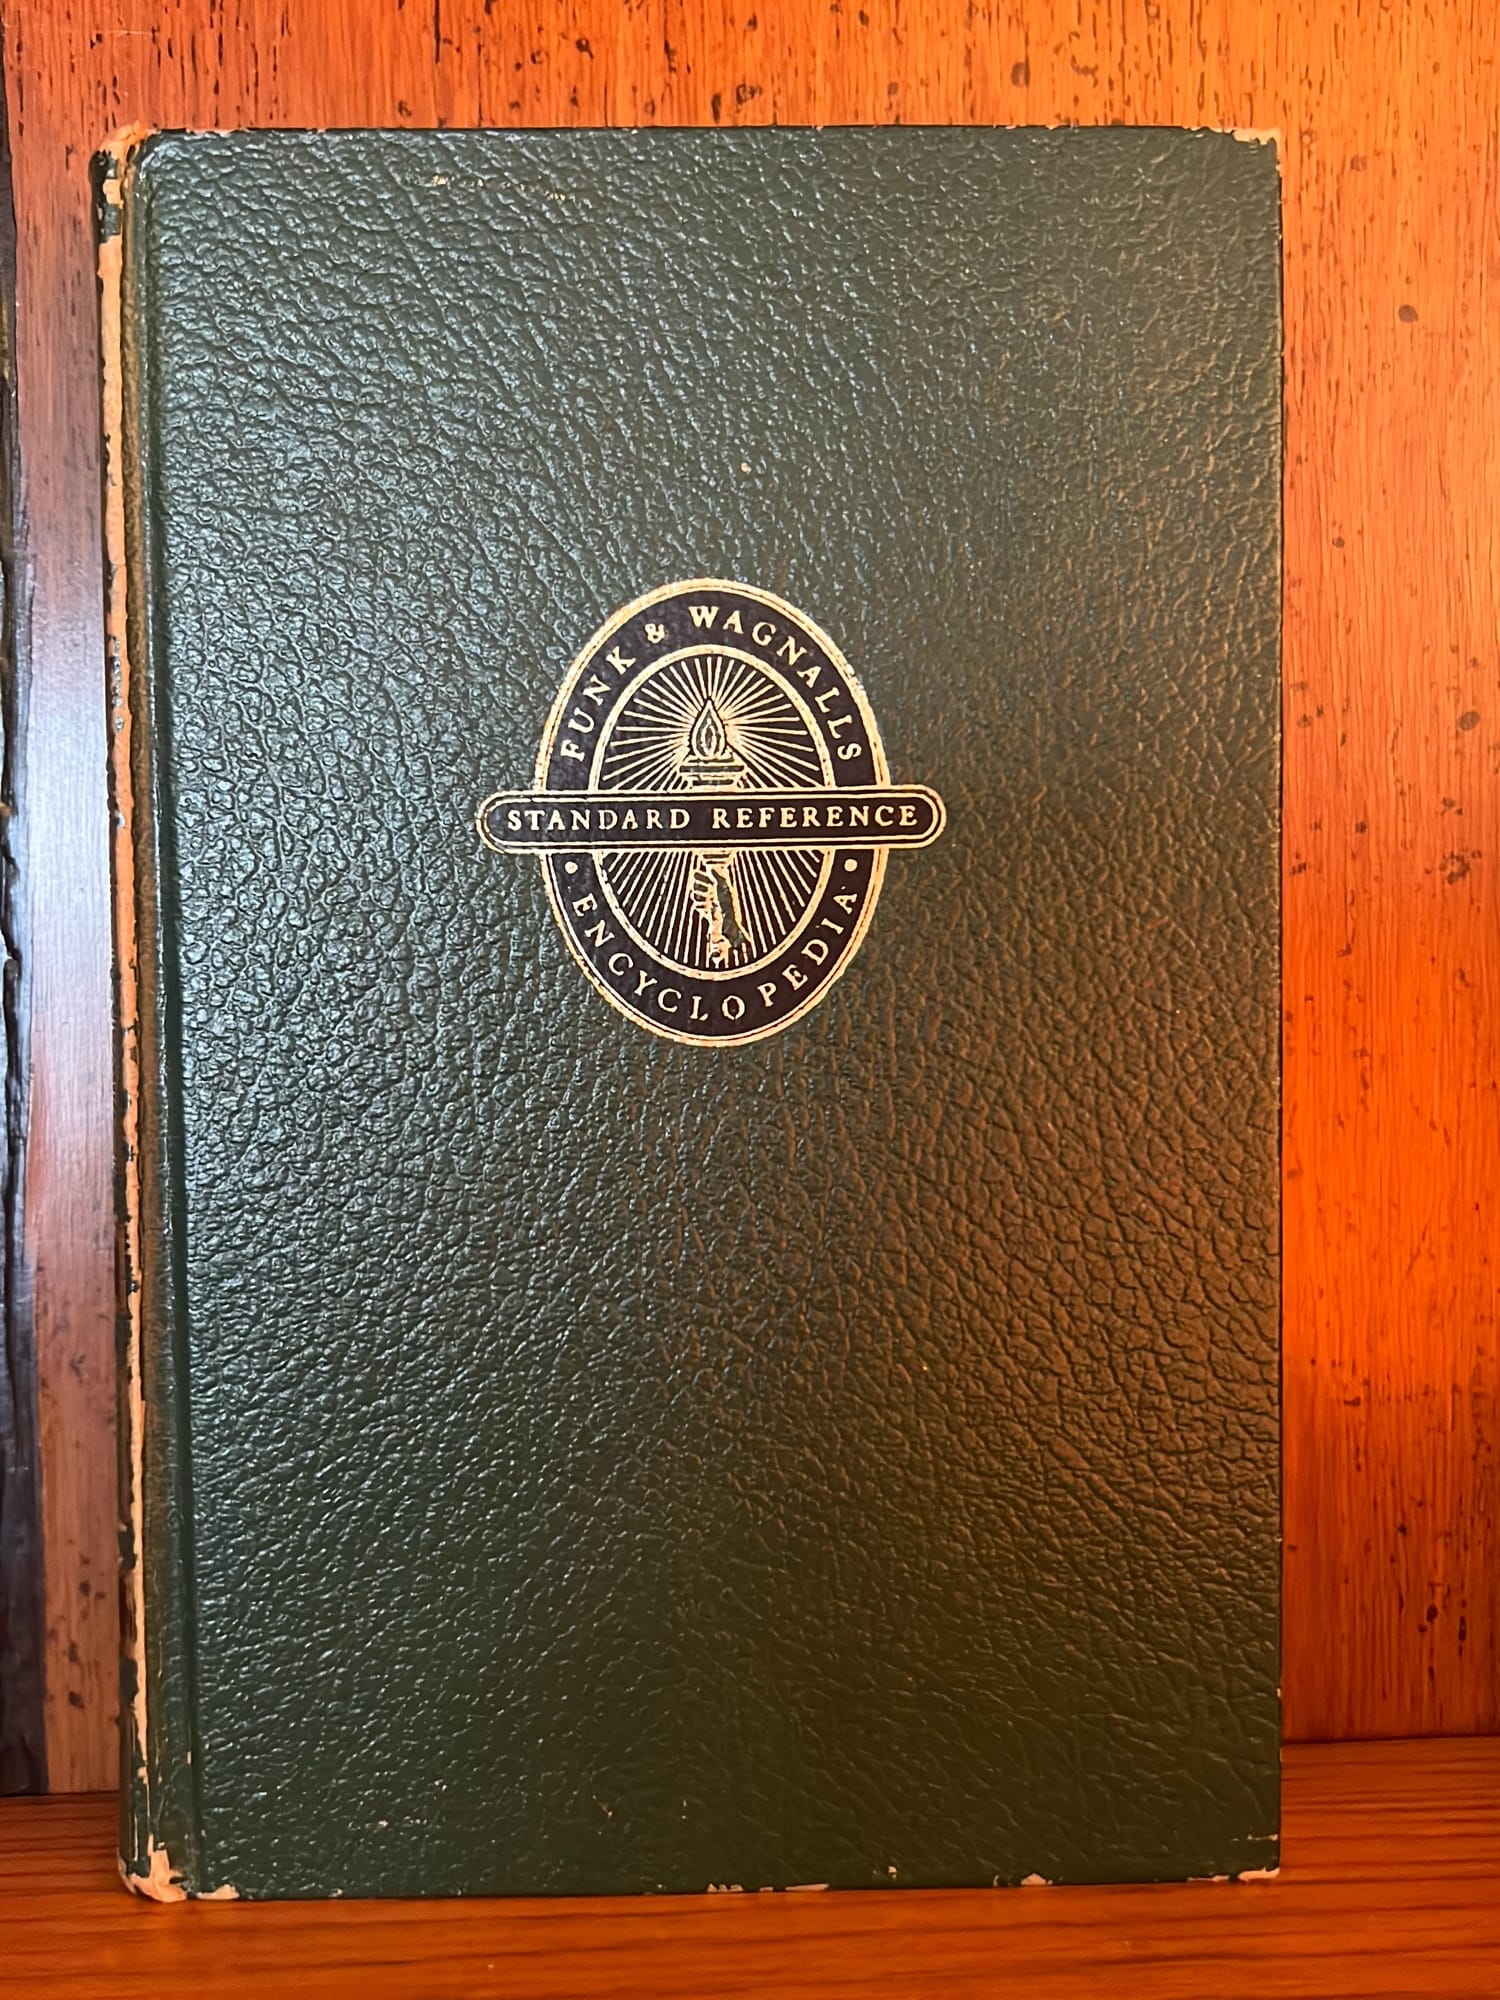 FUNK & WAGNALLS
STANDARD REFERENCE
• ENCYCLOPEDIA •